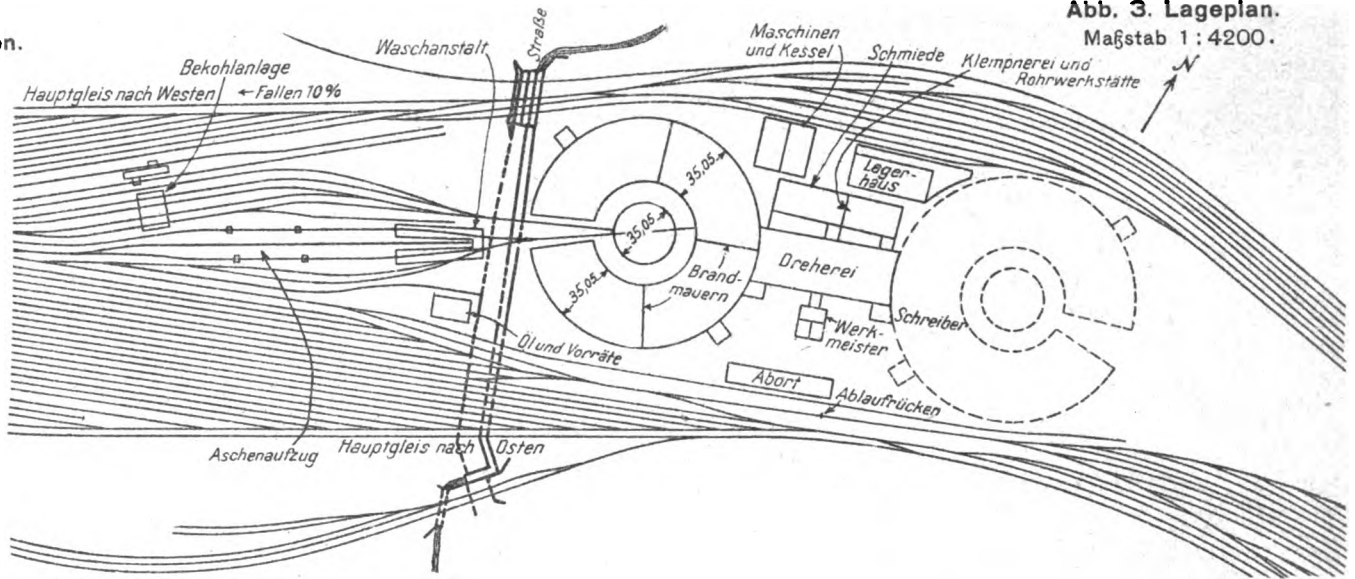 Abb. 3. Lageplan.
Maßstab 1:4200.
N
Straße
Waschanstalt
Maschinen
und Kessel
Schmiede
Klempnerei und
Rohrwerkstätte
Bekohlanlage
Hauptgleis nach Westen ← Fallen 10%
35,05
35,05
35,05
Lager-
haus
Brand-
mauern
Dreherei
Schreiber
Werk-
meister
Öl und Vorräte
Abort
Ablaufrücken
Aschenaufzug
Hauptgleis nach Osten